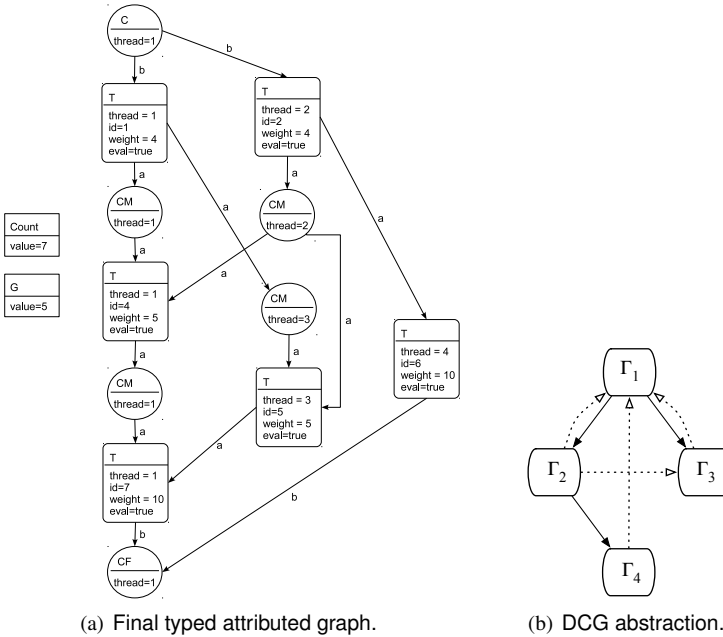 C
thread=1
b
b
T
thread = 1
id=1
weight = 4
eval=true
T
thread = 2
id=2
weight = 4
eval=true
a
a
a
a
CM
thread=1
CM
thread=2
Count
value=7
G
value=5
a
a
T
thread = 1
id=4
weight = 5
eval=true
CM
thread=3
a
a
T
thread = 4
id=6
weight = 10
eval=true
a
CM
thread=1
T
thread = 3
id=5
weight = 5
eval=true
a
a
T
thread = 1
id=7
weight = 10
eval=true
b
b
CF
thread=1
(a) Final typed attributed graph.
Γ1
Γ2
Γ3
Γ4
(b) DCG abstraction.